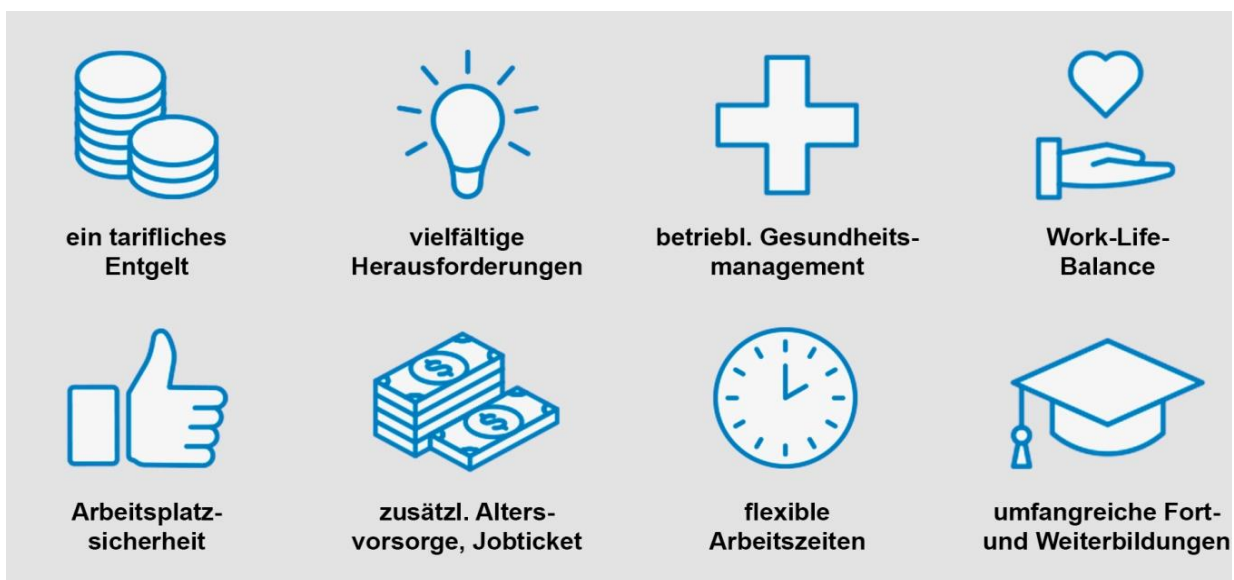 ein tarifliches
Entgelt
vielfältige
Herausforderungen
betriebl. Gesundheits-
management
Work-Life-
Balance
Arbeitsplatz-
sicherheit
zusätzl. Alters-
vorsorge, Jobticket
flexible
Arbeitszeiten
umfangreiche Fort-
und Weiterbildungen